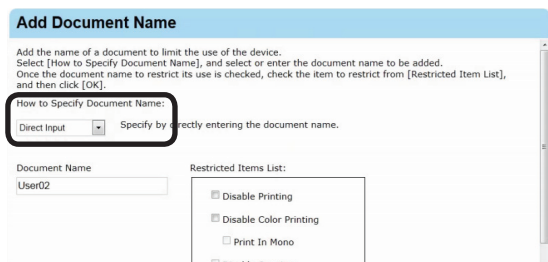 Add Document Name
Add the name of a document to limit the use of the device.
Select [How to Specify Document Name], and select or enter the document name to be added.
Once the document name to restrict its use is checked, check the item to restrict from [Restricted Item List],
and then click [OK].
How to Specify Document Name:
Direct Input Specify by directly entering the document name.
Document Name Restricted Items List:
User02
Disable Printing
Disable Color Printing
Print In Mono